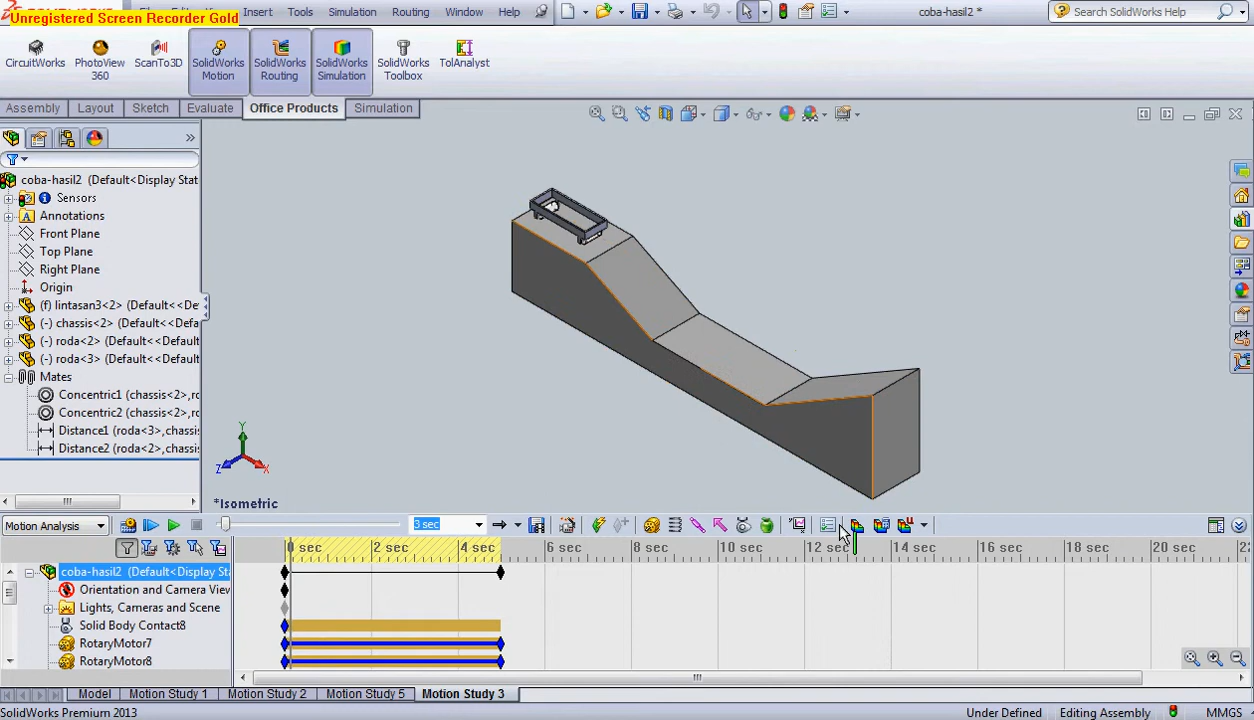 Unregistered Screen Recorder Gold
Insert Tools Simulation Routing Window Help
coba-hasil2 *
Search SolidWorks Help
CircuitWorks
PhotoView 360
ScanTo3D
SolidWorks Motion
SolidWorks Routing
SolidWorks Simulation
SolidWorks Toolbox
TolAnalyst
Assembly Layout Sketch Evaluate Office Products Simulation
coba-hasil2 (Default<Display Stat
Sensors
Annotations
Front Plane
Top Plane
Right Plane
Origin
(f) lintasan3<2> (Default<<De
(-) chassis<2> (Default<<Defa
(-) roda<2> (Default<<Default
(-) roda<3> (Default<<Default
Mates
Concentric1 (chassis<2>,ro
Concentric2 (chassis<2>,ro
Distance1 (roda<3>,chassis
Distance2 (roda<2>,chassis
Y
Z
X
*Isometric
Motion Analysis
3 sec
0 sec 2 sec 4 sec 6 sec 8 sec 10 sec 12 sec 14 sec 16 sec 18 sec 20 sec 22
coba-hasil2 (Default<Display
Orientation and Camera View
Lights, Cameras and Scene
Solid Body Contact8
RotaryMotor7
RotaryMotor8
Model Motion Study 1 Motion Study 2 Motion Study 5 Motion Study 3
SolidWorks Premium 2013
Under Defined Editing Assembly MMGS